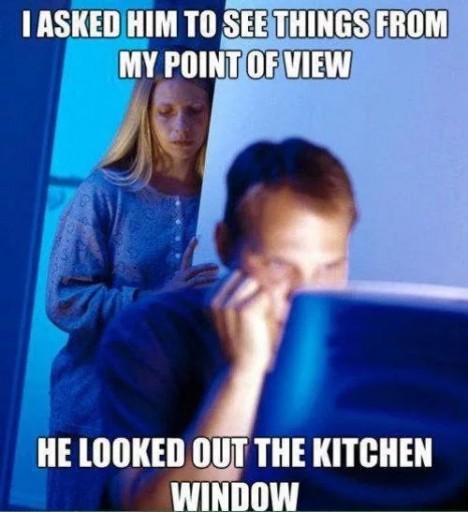 I ASKED HIM TO SEE THINGS FROM
MY POINT OF VIEW
HE LOOKED OUT THE KITCHEN
WINDOW